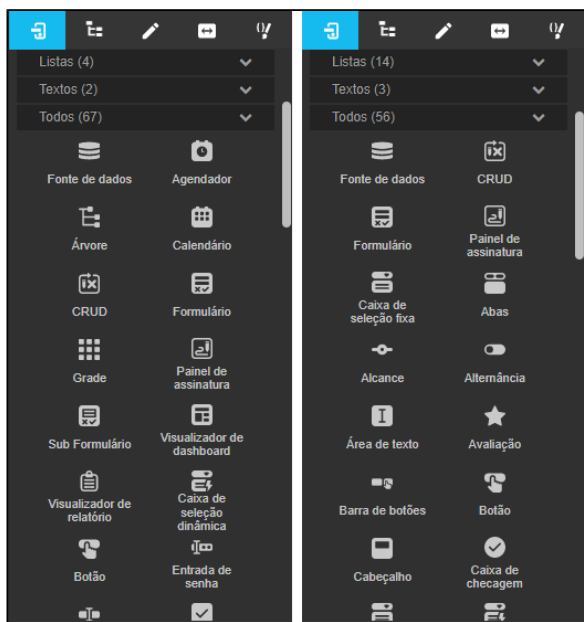 Listas (4)
Textos (2)
Todos (67)
Fonte de dados
Agendador
Árvore
Calendário
CRUD
Formulário
Grade
Painel de
assinatura
Sub Formulário
Visualizador de
dashboard
Visualizador de
relatório
Caixa de
seleção
dinâmica
Botão
Entrada de
senha
Listas (14)
Textos (3)
Todos (56)
Fonte de dados
CRUD
Formulário
Painel de
assinatura
Caixa de
seleção fixa
Abas
Alcance
Alternância
Área de texto
Avaliação
Barra de botões
Botão
Cabeçalho
Caixa de
checagem